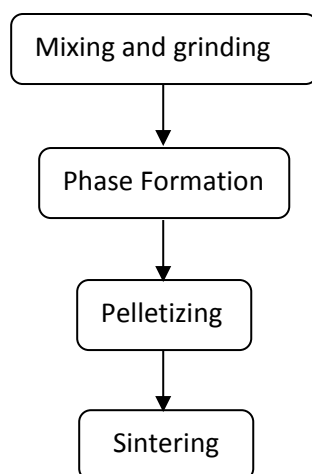 Mixing and grinding
Phase Formation
Pelletizing
Sintering